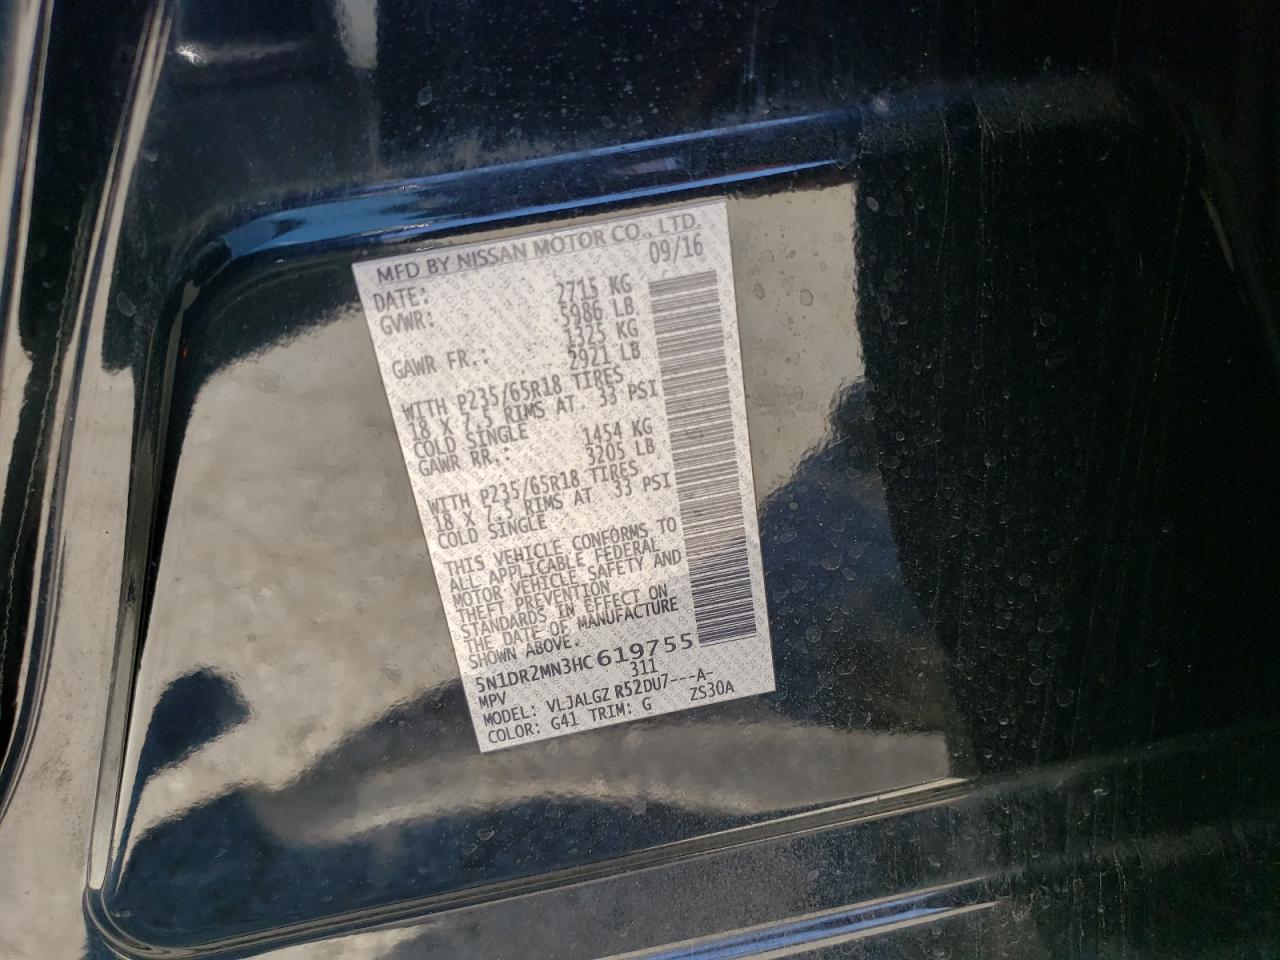 MFD BY NISSAN MOTOR CO., LTD.
DATE: 09/16
GVWR: 2715 KG
5986 LB
GAWR FR.: 1325 KG
2921 LB
WITH P235/65R18 TIRES
18 X 7.5 RIMS AT 33 PSI
COLD SINGLE
GAWR RR.: 1454 KG
3205 LB
WITH P235/65R18 TIRES
18 X 7.5 RIMS AT 33 PSI
COLD SINGLE
THIS VEHICLE CONFORMS TO
ALL APPLICABLE FEDERAL
MOTOR VEHICLE SAFETY AND
THEFT PREVENTION
STANDARDS IN EFFECT ON
THE DATE OF MANUFACTURE
SHOWN ABOVE.
5N1DR2MN3HC619755
MPV 311
MODEL: VLJALGZ R52DU7---A-
COLOR: G41 TRIM: G ZS30A